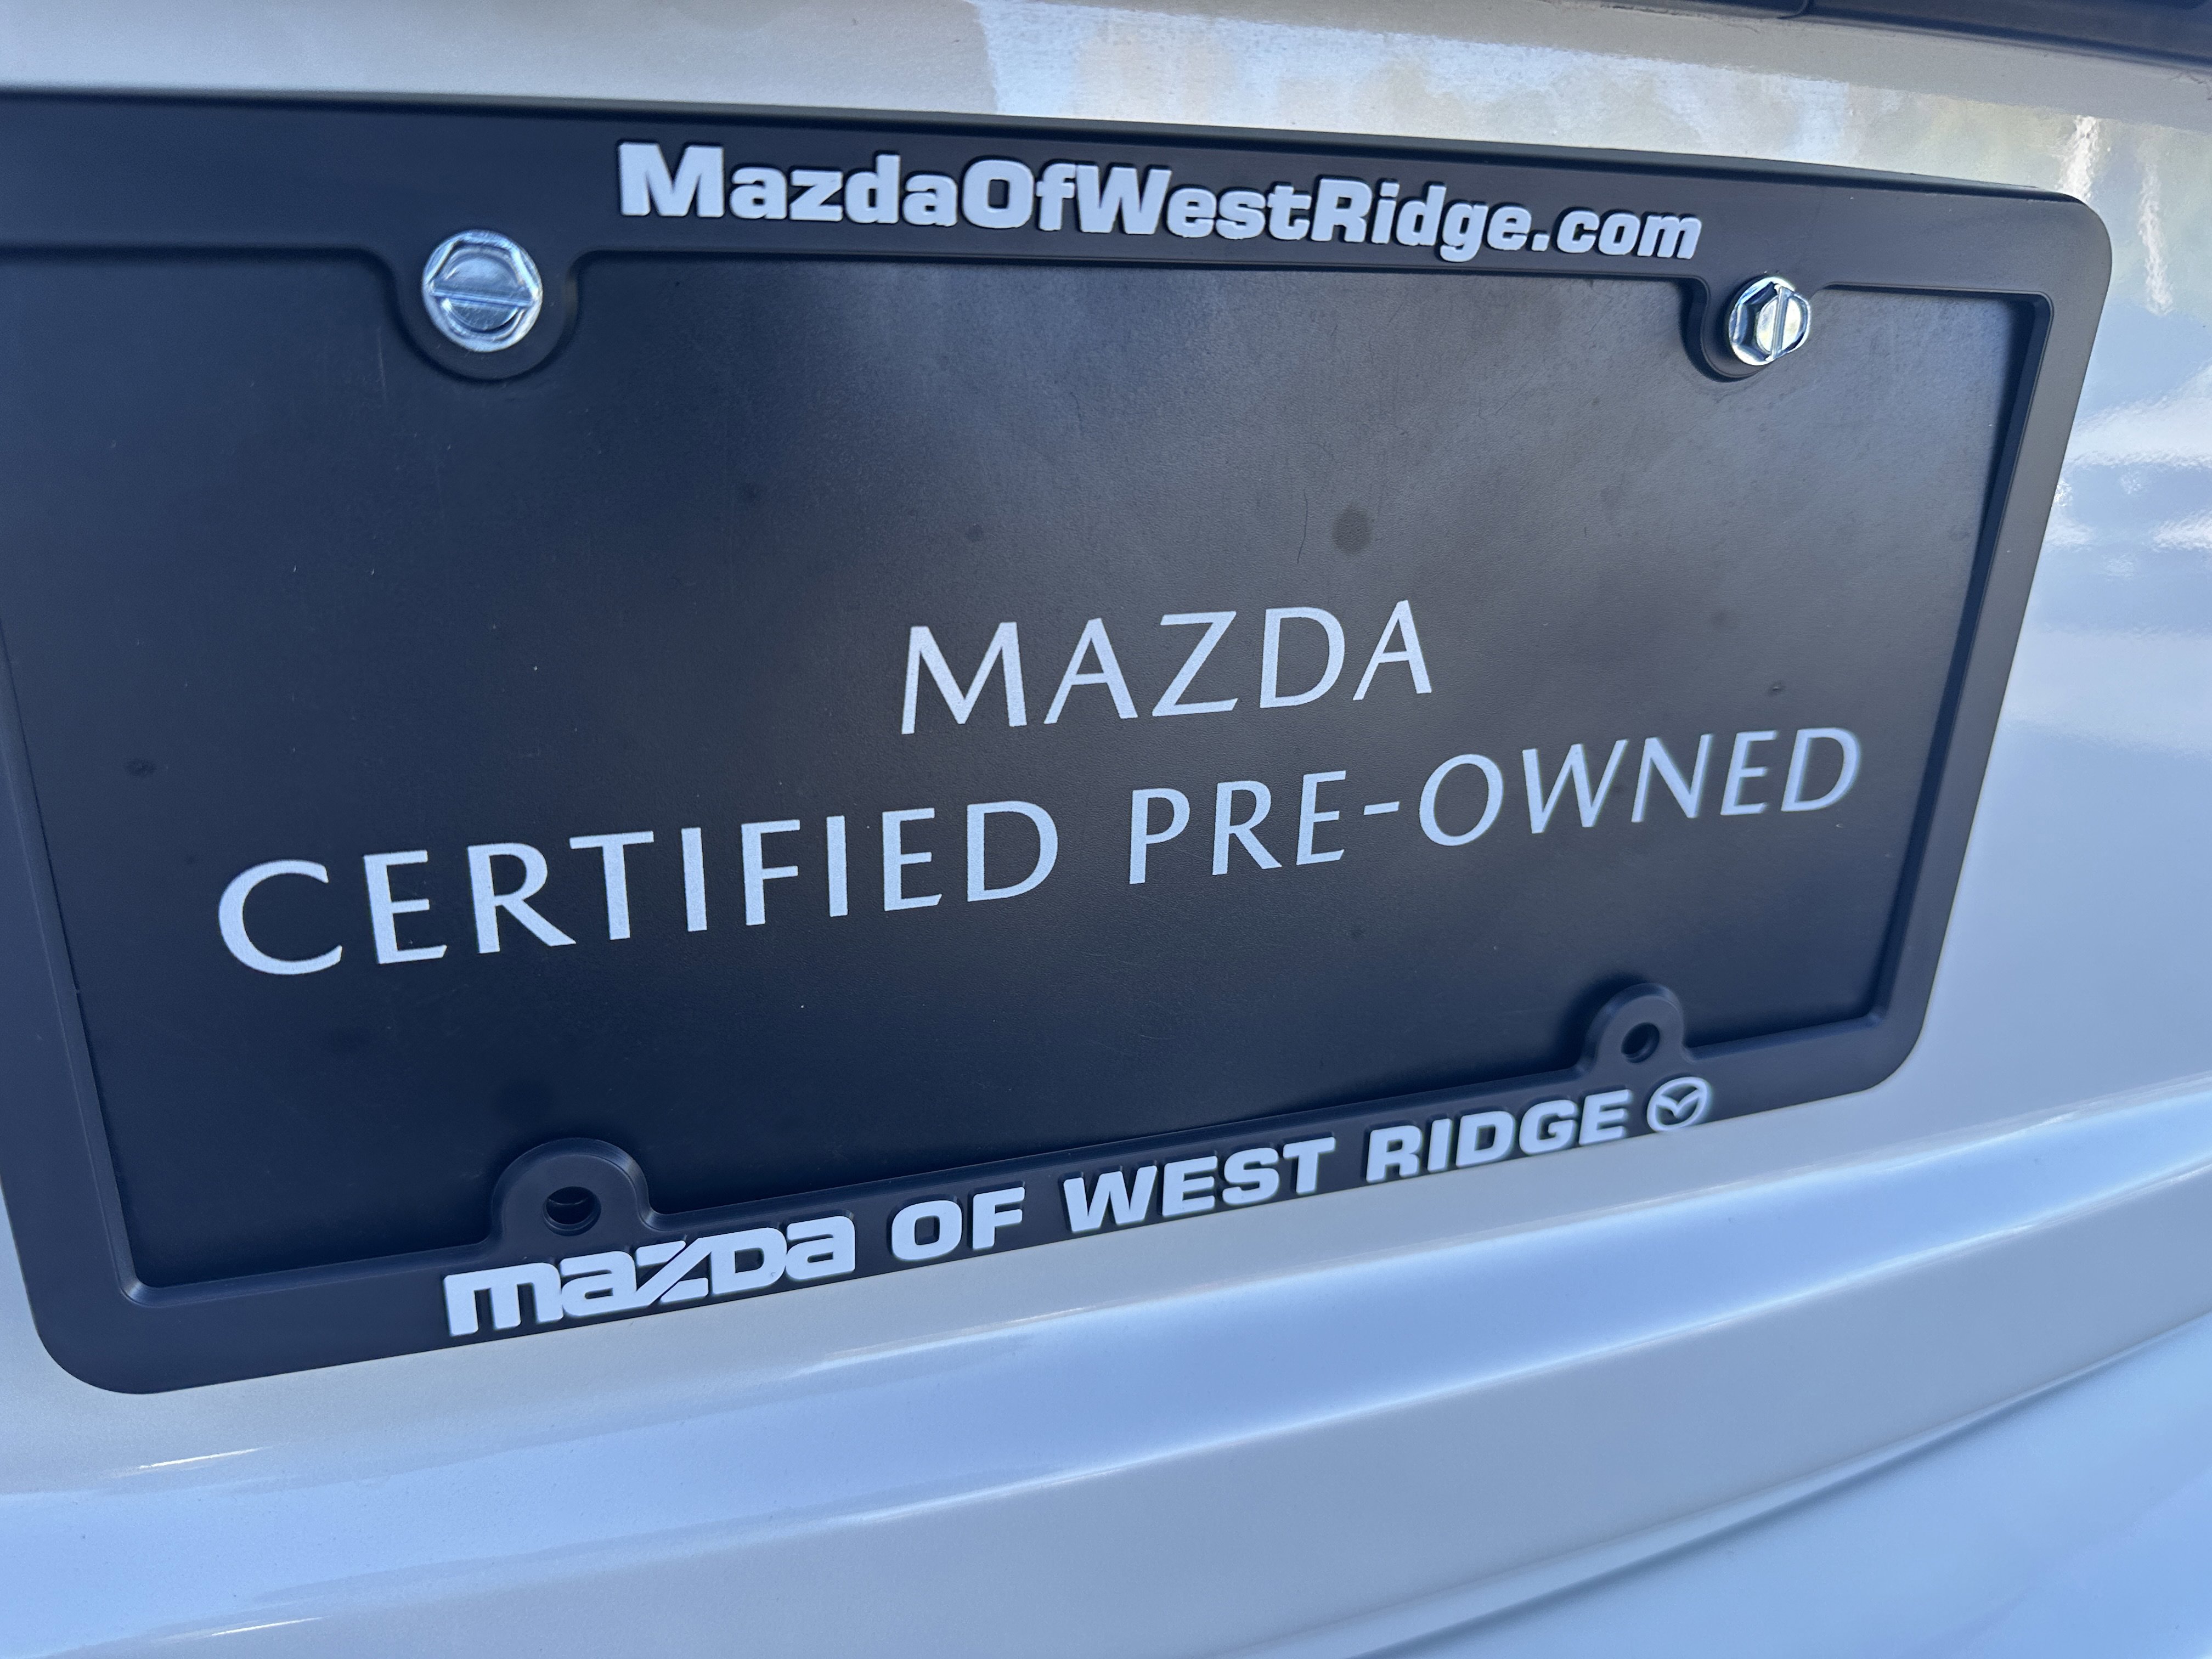 MazdaOfWestRidge.com
MAZDA
CERTIFIED PRE-OWNED
mazda OF WEST RIDGE